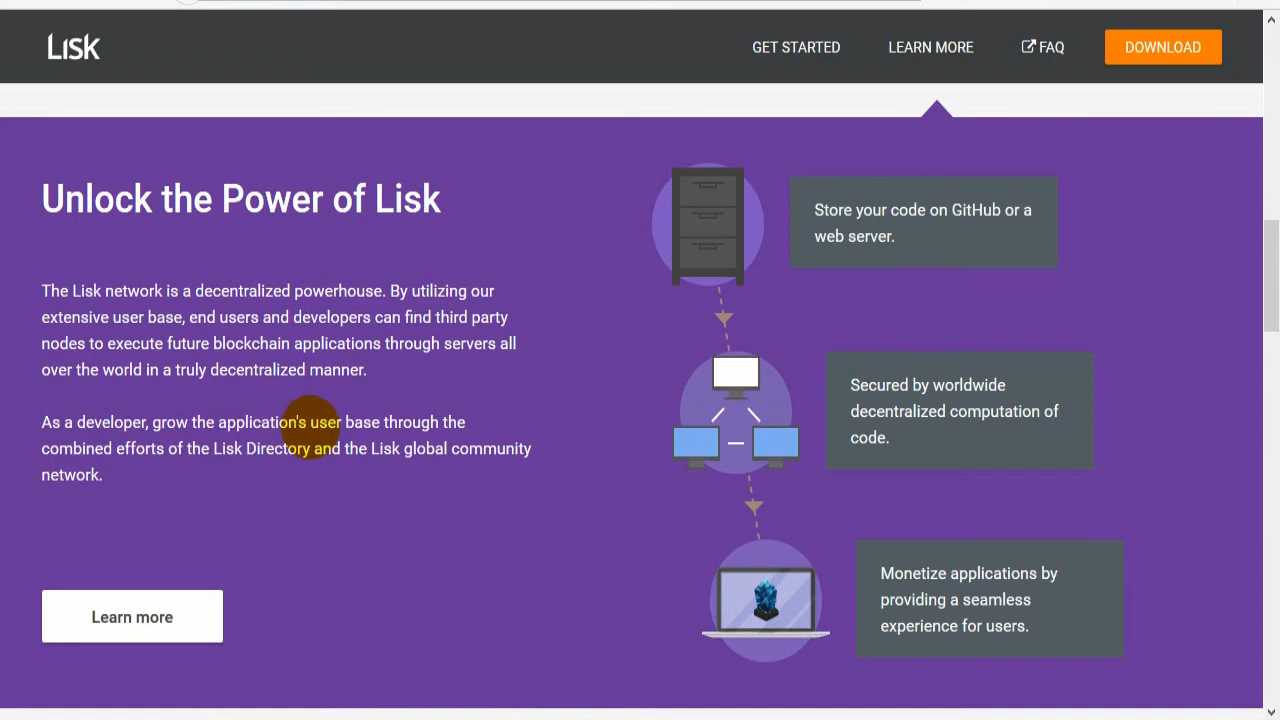 Lisk
GET STARTED
LEARN MORE
FAQ
DOWNLOAD
Unlock the Power of Lisk
The Lisk network is a decentralized powerhouse. By utilizing our
extensive user base, end users and developers can find third party
nodes to execute future blockchain applications through servers all
over the world in a truly decentralized manner.
As a developer, grow the application's user base through the
combined efforts of the Lisk Directory and the Lisk global community
network.
Learn more
Store your code on GitHub or a
web server.
Secured by worldwide
decentralized computation of
code.
Monetize applications by
providing a seamless
experience for users.